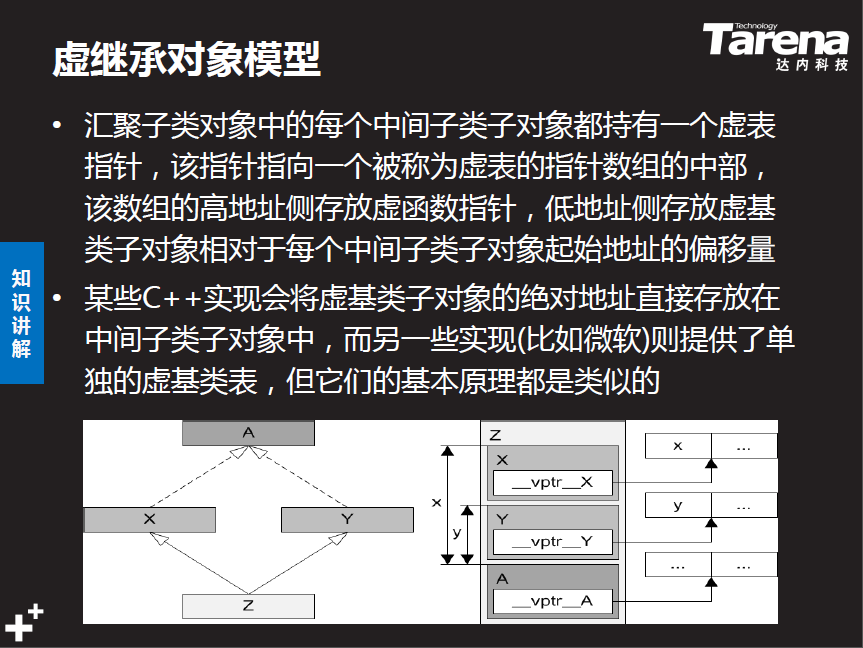 虚继承对象模型
Technology
Tarena
达内科技
• 汇聚子类对象中的每个中间子类子对象都持有一个虚表
指针，该指针指向一个被称为虚表的指针数组的中部，
该数组的高地址侧存放虚函数指针，低地址侧存放虚基
类子对象相对于每个中间子类子对象起始地址的偏移量
• 某些C++实现会将虚基类子对象的绝对地址直接存放在
中间子类子对象中，而另一些实现(比如微软)则提供了单
独的虚基类表，但它们的基本原理都是类似的
知
识
讲
解
A
X
Y
Z
Z
X
__vptr__X
Y
__vptr__Y
A
__vptr__A
x
y
x ...
y ...
... ...